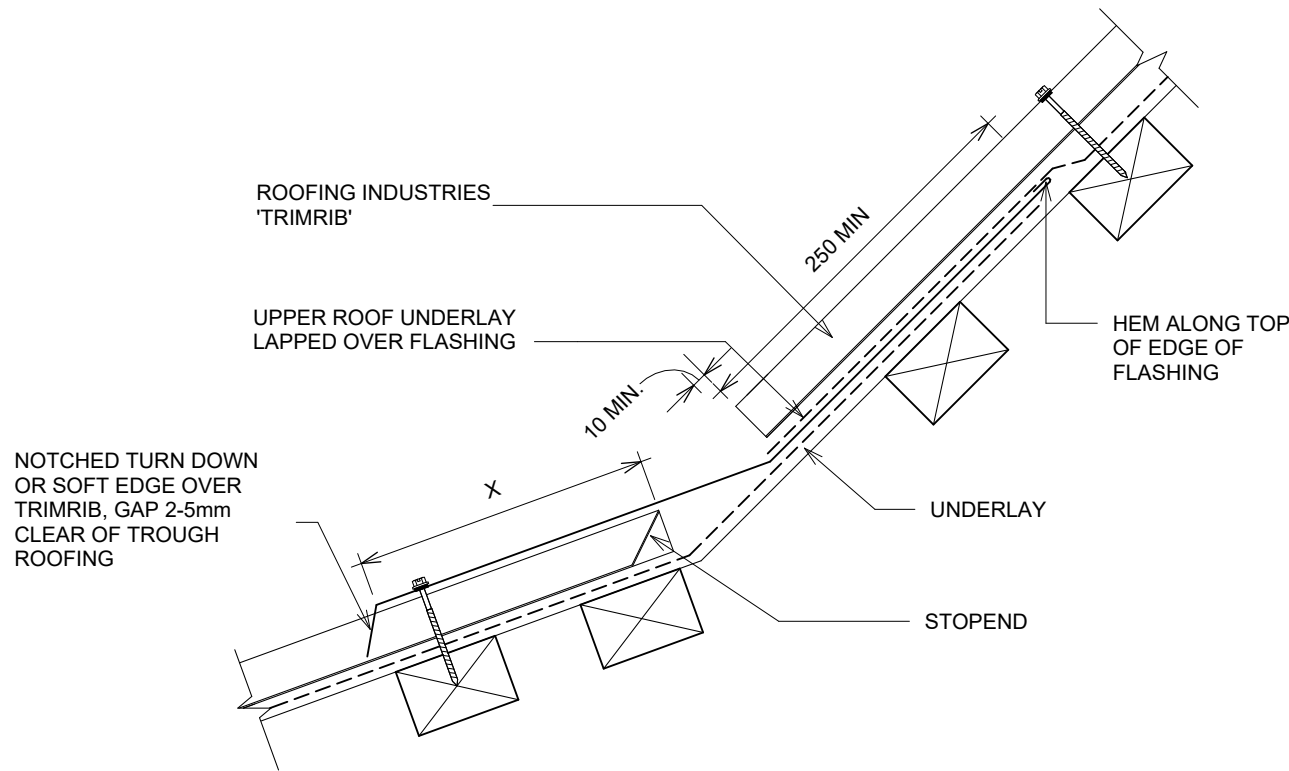 ROOFING INDUSTRIES
'TRIMRIB'
250 MIN
UPPER ROOF UNDERLAY
LAPPED OVER FLASHING
HEM ALONG TOP
OF EDGE OF
FLASHING
10 MIN.
NOTCHED TURN DOWN
OR SOFT EDGE OVER
TRIMRIB, GAP 2-5mm
CLEAR OF TROUGH
ROOFING
X
UNDERLAY
STOPEND